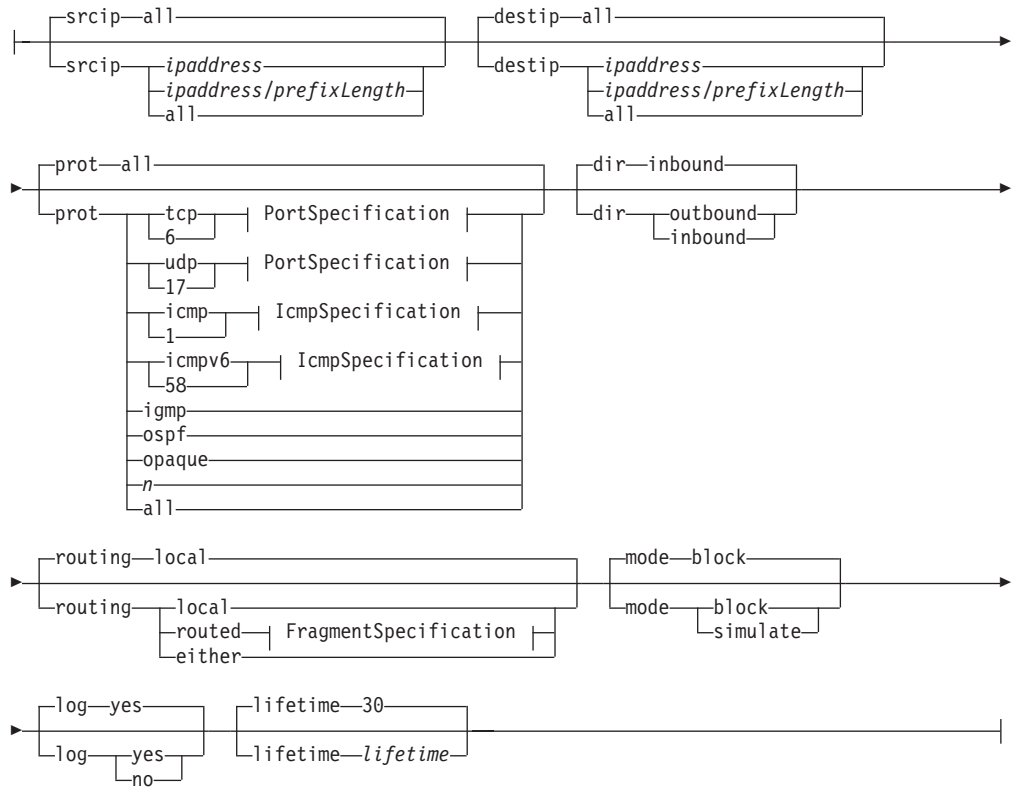 srcip all destip all
srcip ipaddress destip ipaddress
ipaddress/prefixLength ipaddress/prefixLength
all all
prot all dir inbound
prot tcp PortSpecification dir outbound
6 inbound
udp PortSpecification
17
icmp IcmpSpecification
1
icmpv6 IcmpSpecification
58
igmp
ospf
opaque
n
all
routing local mode block
routing local mode block
routed FragmentSpecification simulate
either
log yes lifetime 30
log yes lifetime lifetime
no